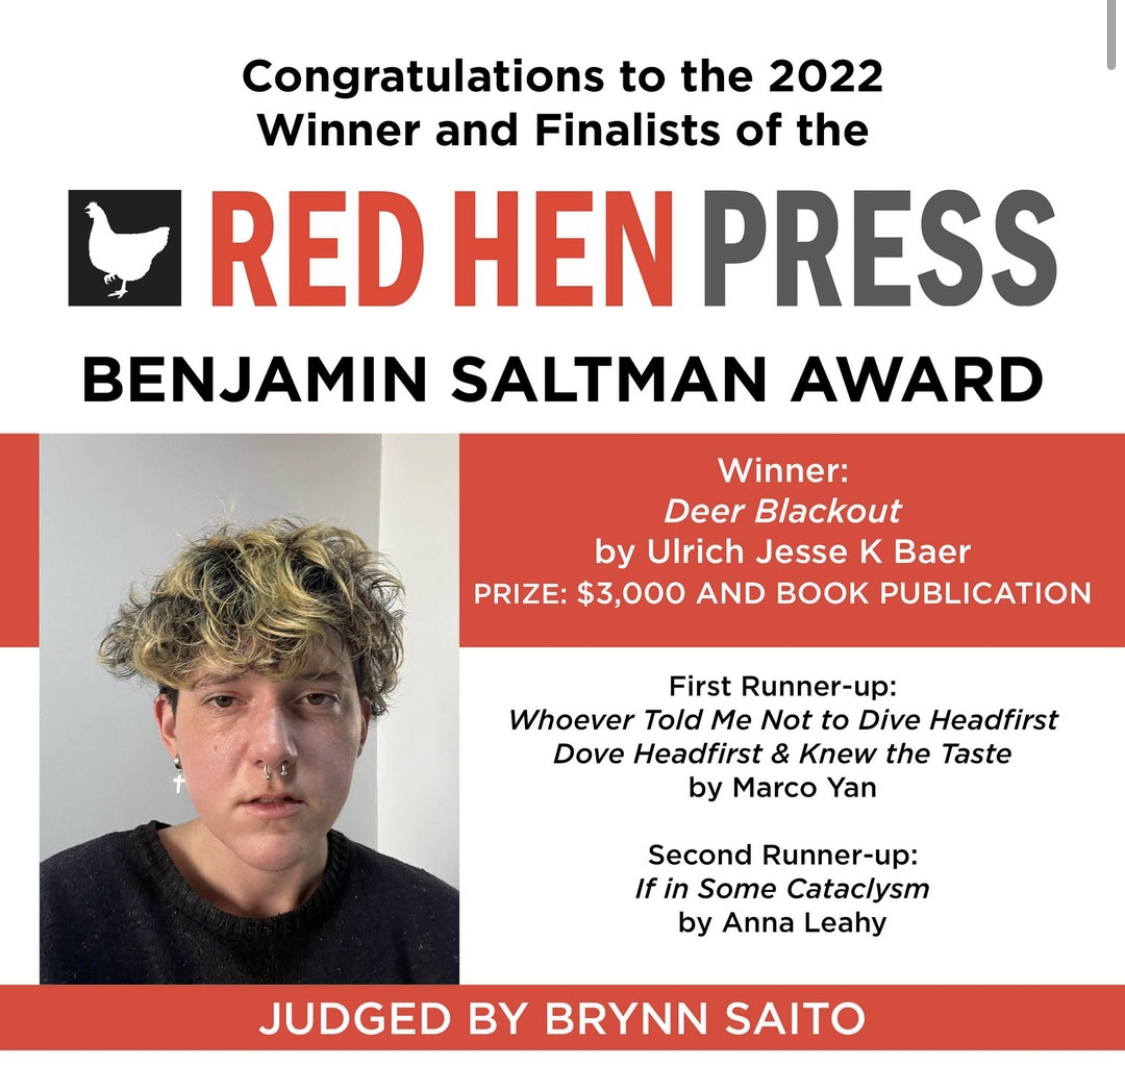 Congratulations to the 2022
Winner and Finalists of the
RED HEN PRESS
BENJAMIN SALTMAN AWARD
Winner:
Deer Blackout
by Ulrich Jesse K Baer
PRIZE: $3,000 AND BOOK PUBLICATION
First Runner-up:
Whoever Told Me Not to Dive Headfirst
Dove Headfirst & Knew the Taste
by Marco Yan
Second Runner-up:
If in Some Cataclysm
by Anna Leahy
JUDGED BY BRYNN SAITO